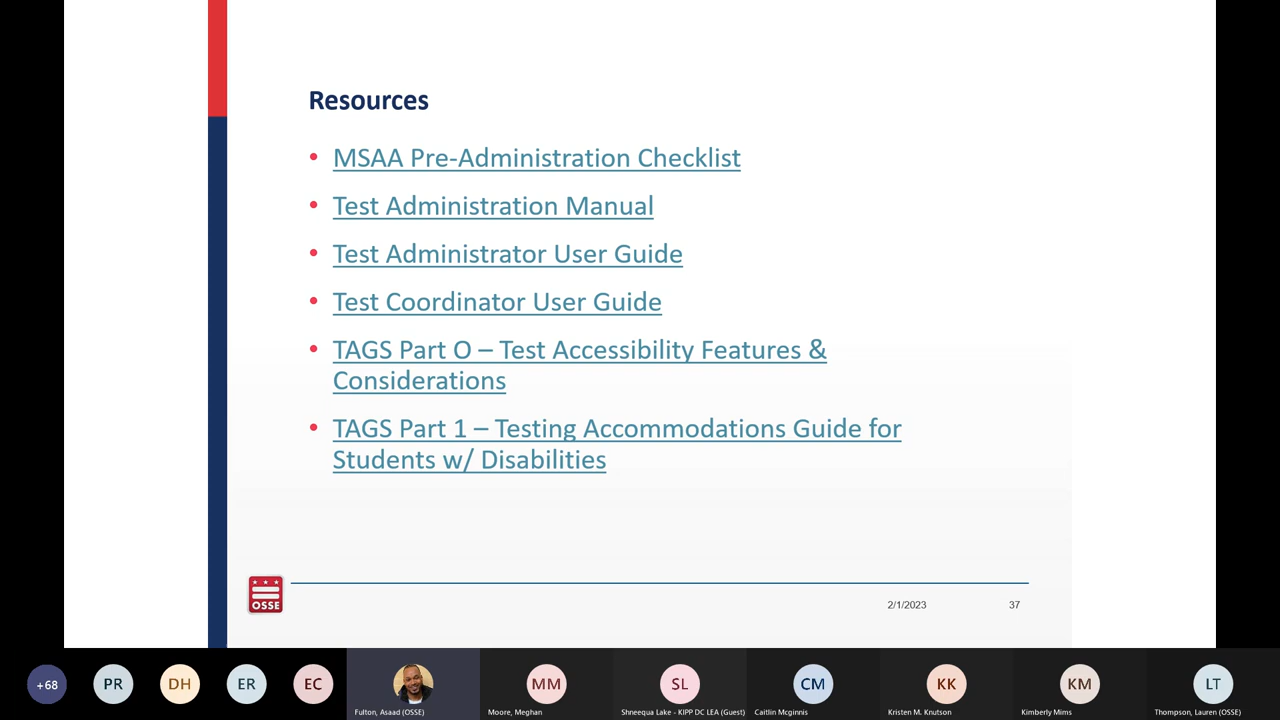 Resources
• MSAA Pre-Administration Checklist
• Test Administration Manual
• Test Administrator User Guide
• Test Coordinator User Guide
• TAGS Part O – Test Accessibility Features &
Considerations
• TAGS Part 1 – Testing Accommodations Guide for
Students w/ Disabilities
OSSE
2/1/2023 37
+68 PR DH ER EC MM SL CM KK KM LT
Fulton, Asaad (OSSE) Moore, Meghan Shneequa Lake - KIPP DC LEA (Guest) Caitlin Mcginnis Kristen M. Knutson Kimberly Mims Thompson, Lauren (OSSE)